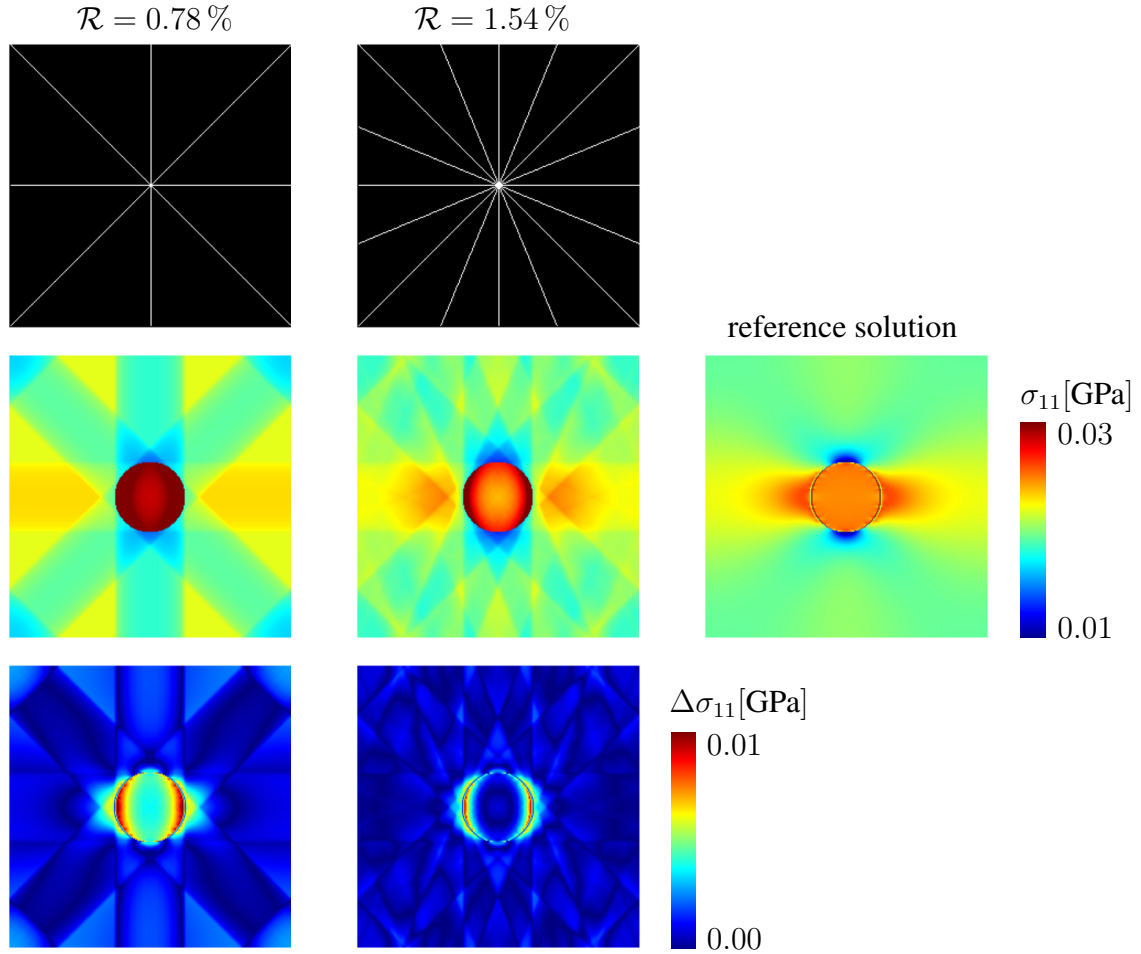 ℛ = 0.78 %
ℛ = 1.54 %
reference solution
σ₁₁[GPa]
0.03
0.01
Δσ₁₁[GPa]
0.01
0.00